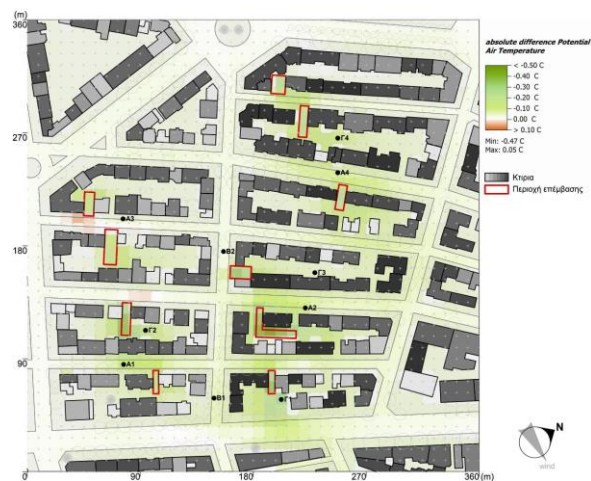 (m)
360
270
180
90
0
90
180
270
360 (m)
Γ4
A4
A3
B2
Γ3
A2
Γ2
A1
B1
Γ1
absolute difference Potential
Air Temperature
< -0.50 C
-0.40 C
-0.30 C
-0.20 C
-0.10 C
0.00 C
> 0.10 C
Min: -0.47 C
Max: 0.05 C
Κτιρια
Περιοχή επέμβασης
N
wind